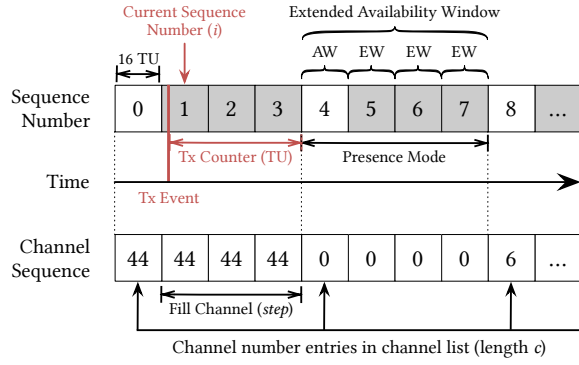 Current Sequence
Number (i)
Extended Availability Window
16 TU
AW EW EW EW
Sequence
Number
0 1 2 3 4 5 6 7 8 ...
Tx Counter (TU)
Presence Mode
Time
Tx Event
Channel
Sequence
44 44 44 44 0 0 0 0 6 ...
Fill Channel (step)
Channel number entries in channel list (length c)